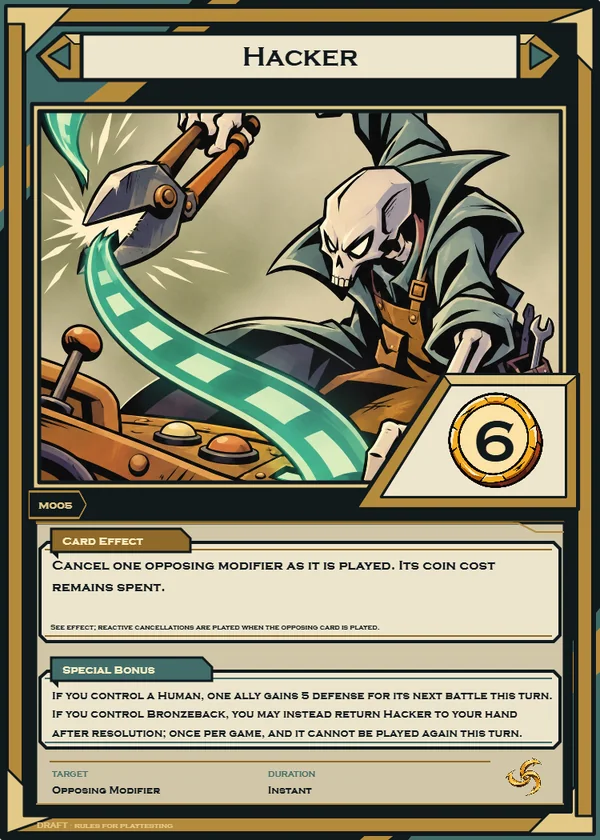 Hacker
6
M005
Card Effect
Cancel one opposing modifier as it is played. Its coin cost
remains spent.
See effect; reactive cancellations are played when the opposing card is played.
Special Bonus
If you control a Human, one ally gains 5 defense for its next battle this turn.
If you control Bronzeback, you may instead return Hacker to your hand
after resolution; once per game, and it cannot be played again this turn.
Target
Duration
Opposing Modifier
Instant
DRAFT · Rules for plattesting